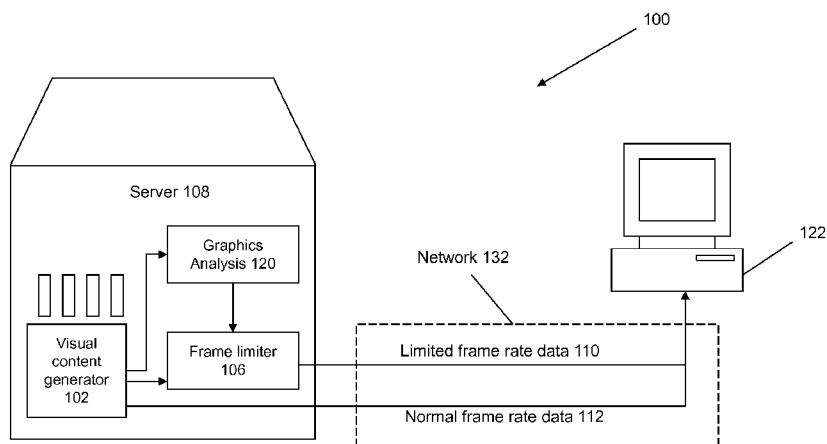 100
Server 108
Graphics
Analysis 120
Network 132
122
Visual
content
generator
102
Frame limiter
106
Limited frame rate data 110
Normal frame rate data 112